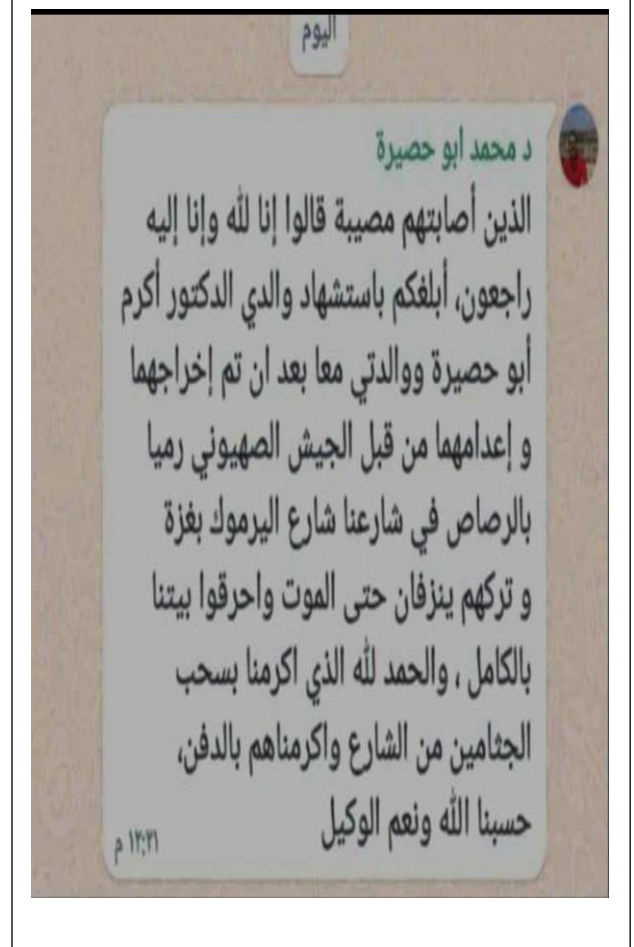 اليوم
د محمد ابو حصيرة
الذين أصابتهم مصيبة قالوا إنا لله وإنا إليه
راجعون، أبلغكم باستشهاد والدي الدكتور أكرم
أبو حصيرة ووالدتي معا بعد ان تم إخراجهما
و إعدامهما من قبل الجيش الصهيوني رميا
بالرصاص في شارعنا شارع اليرموك بغزة
و تركهم ينزفان حتى الموت واحرقوا بيتنا
بالكامل ، والحمد لله الذي اكرمنا بسحب
الجثامين من الشارع واكرمناهم بالدفن،
حسبنا الله ونعم الوكيل
١٢:٢١ م